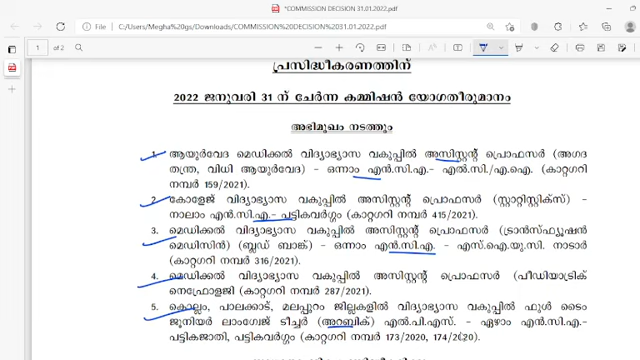 *COMMISSION DECISION 31.01.2022.pdf
File | C:/Users/Megha%20gs/Downloads/COMMISSION%20DECISION%2031.01.2022.pdf
1 of 2
പ്രസിദ്ധീകരണത്തിന്
2022 ജനുവരി 31 ന് ചേർന്ന കമ്മിഷൻ യോഗതീരുമാനം
അഭിമുഖം നടത്തും
1. ആയുർവേദ മെഡിക്കൽ വിദ്യാഭ്യാസ വകുപ്പിൽ അസിസ്റ്റന്റ് പ്രൊഫസർ (അഗദ
തന്ത്ര, വിധി ആയുർവേദ) - ഒന്നാം എൻ.സി.എ.- എൽ.സി./എ.ഐ. (കാറ്റഗറി
നമ്പർ 159/2021).
2. കോളേജ് വിദ്യാഭ്യാസ വകുപ്പിൽ അസിസ്റ്റന്റ് പ്രൊഫസർ (സ്റ്റാറ്റിസ്റ്റിക്സ്) -
നാലാം എൻ.സി.എ.- പട്ടികവർഗ്ഗം (കാറ്റഗറി നമ്പർ 415/2021).
3. മെഡിക്കൽ വിദ്യാഭ്യാസ വകുപ്പിൽ അസിസ്റ്റന്റ് പ്രൊഫസർ (ട്രാൻസ്ഫ്യൂഷൻ
മെഡിസിൻ) (ബ്ലഡ് ബാങ്ക്) - ഒന്നാം എൻ.സി.എ. - എസ്.ഐ.യു.സി. നാടാർ
(കാറ്റഗറി നമ്പർ 316/2021).
4. മെഡിക്കൽ വിദ്യാഭ്യാസ വകുപ്പിൽ അസിസ്റ്റന്റ് പ്രൊഫസർ (പീഡിയാട്രിക്
നെഫ്രോളജി) (കാറ്റഗറി നമ്പർ 287/2021).
5. കൊല്ലം, പാലക്കാട്, മലപ്പുറം ജില്ലകളിൽ വിദ്യാഭ്യാസ വകുപ്പിൽ ഫുൾ ടൈം
ജൂനിയർ ലാംഗ്വേജ് ടീച്ചർ (അറബിക്) എൽ.പി.എസ്. - ഏഴാം എൻ.സി.എ -
പട്ടികജാതി, പട്ടികവർഗ്ഗം (കാറ്റഗറി നമ്പർ 173/2020, 174/2020).